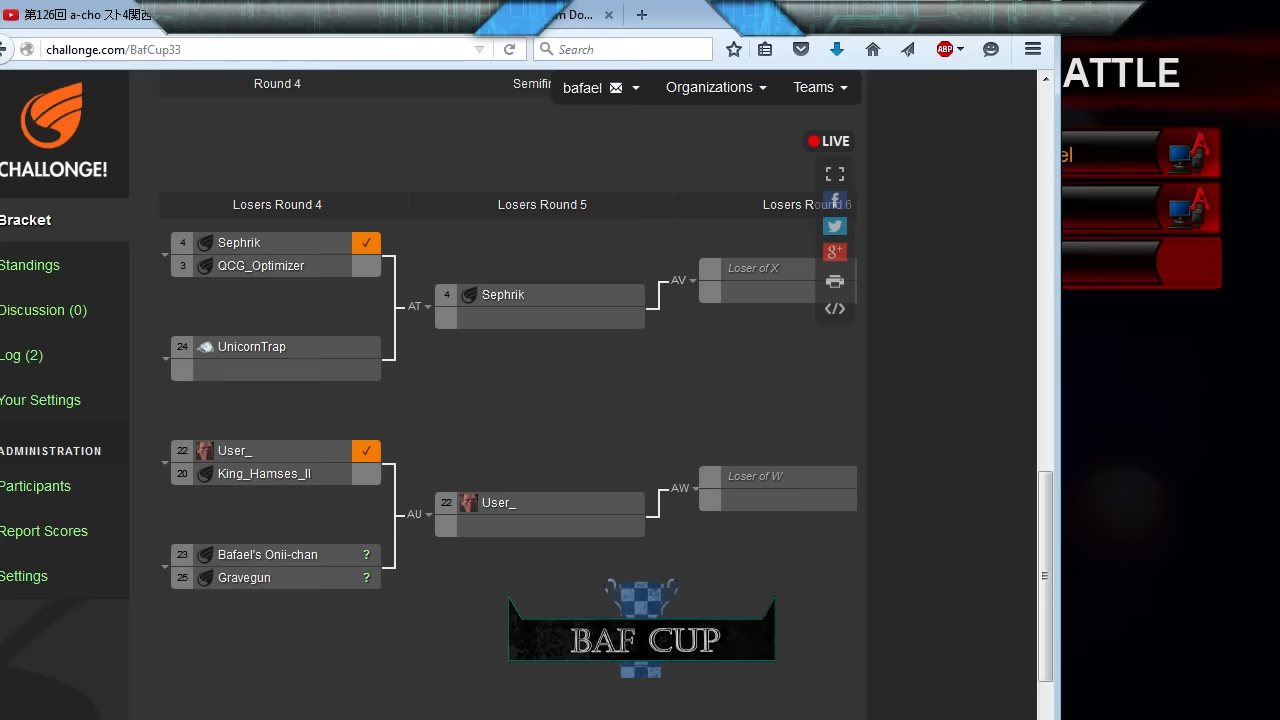 第126回 a-cho スト4関西
m Do...
challonge.com/BafCup33
Search
ABP
ATTLE
Round 4
Semifi
bafael
Organizations
Teams
LIVE
CHALLONGE!
el
Losers Round 4
Losers Round 5
Losers Round 6
Bracket
4 Sephrik ✓
3 QCG_Optimizer
Standings
Loser of X
AV
4 Sephrik
AT
Discussion (0)
24 UnicornTrap
Log (2)
Your Settings
ADMINISTRATION
22 User_ ✓
20 King_Hamses_II
Loser of W
AW
Participants
22 User_
AU
Report Scores
23 Bafael's Onii-chan ?
25 Gravegun ?
Settings
BAF CUP